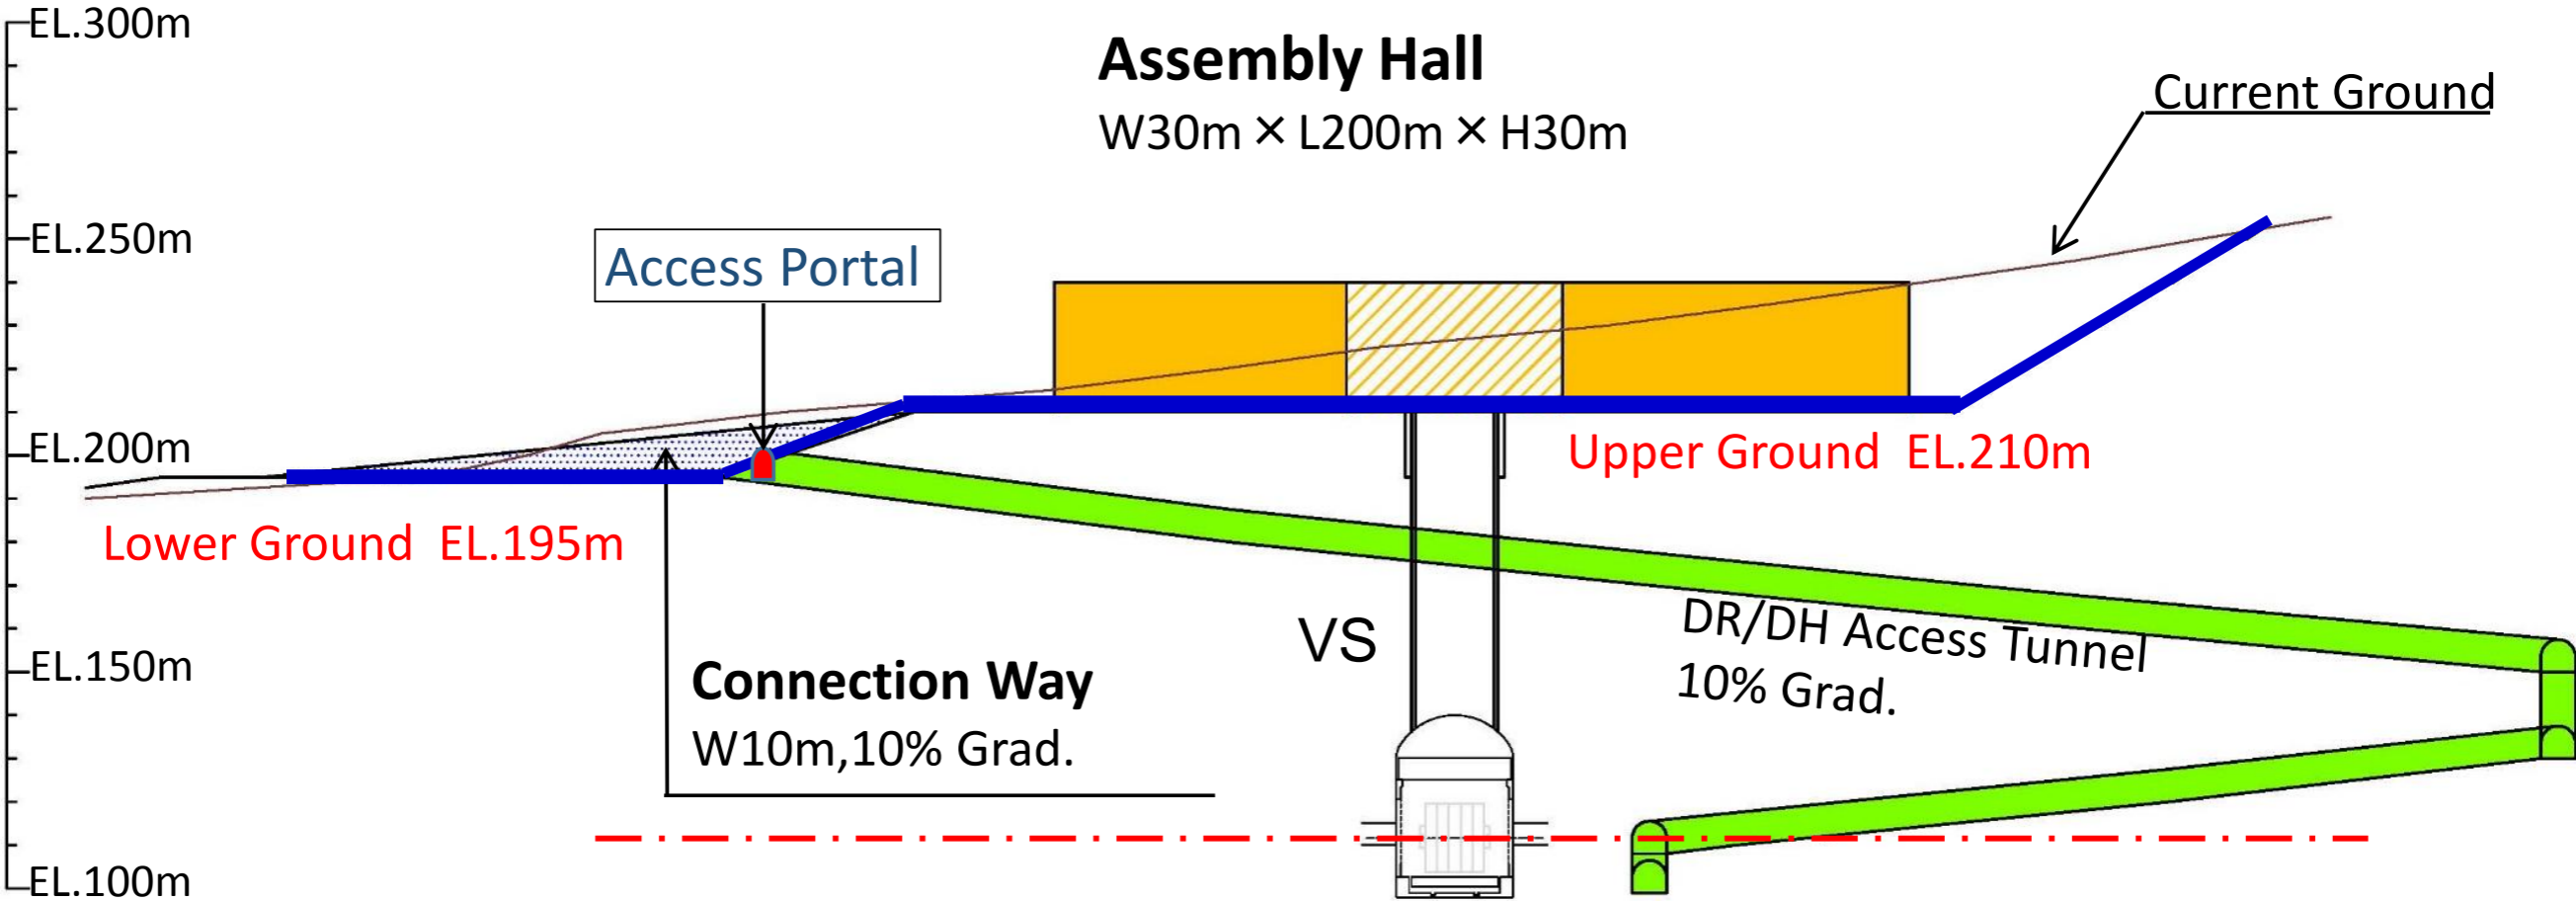 EL.300m
Assembly Hall
W30m × L200m × H30m
Current Ground
EL.250m
Access Portal
EL.200m
Upper Ground EL.210m
Lower Ground EL.195m
VS
DR/DH Access Tunnel
10% Grad.
EL.150m
Connection Way
W10m,10% Grad.
EL.100m